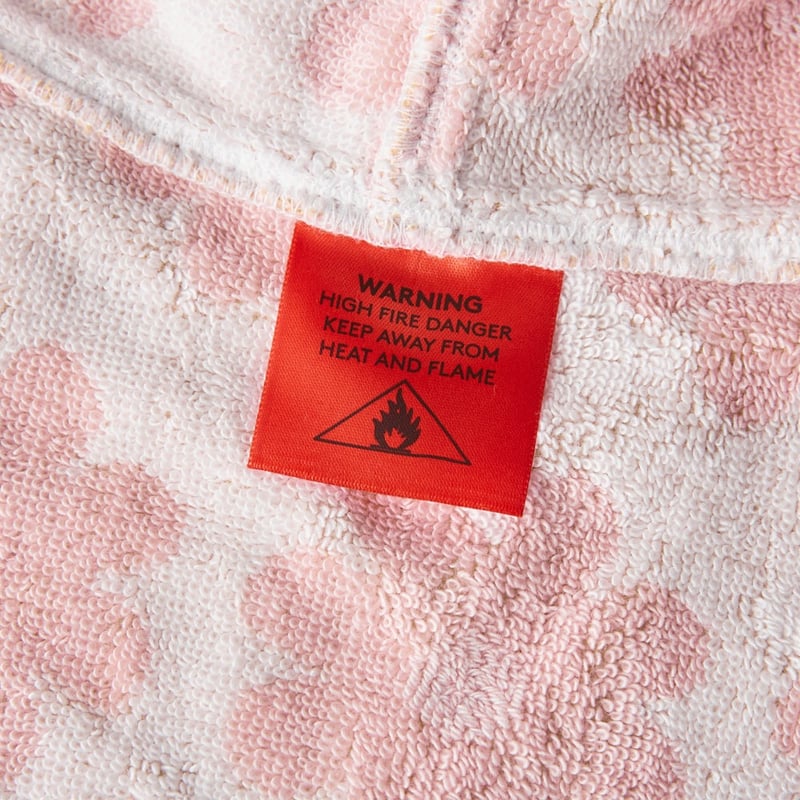 WARNING
HIGH FIRE DANGER
KEEP AWAY FROM
HEAT AND FLAME